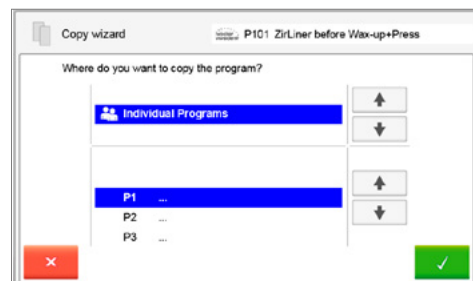 Copy wizard
P101 ZirLiner before Wax-up+Press
Where do you want to copy the program?
Individual Programs
P1 ...
P2 ...
P3 ...